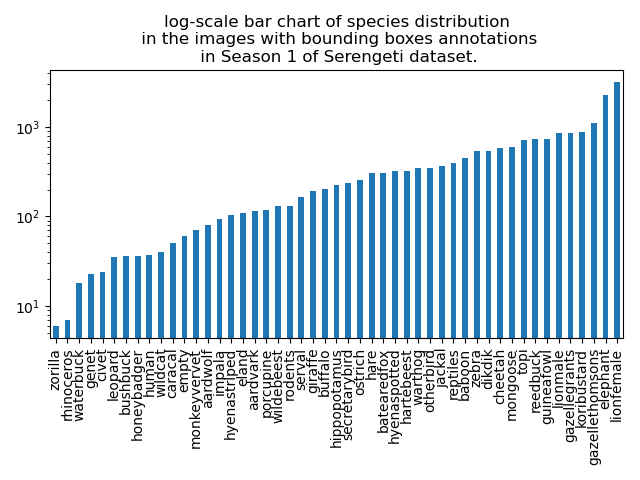 log-scale bar chart of species distribution
in the images with bounding boxes annotations
in Season 1 of Serengeti dataset.
10³
10²
10¹
zorilla
rhinoceros
waterbuck
genet
civet
leopard
bushbuck
honeybadger
human
wildcat
caracal
empty
monkeyvervet
aardwolf
impala
hyenastriped
eland
aardvark
porcupine
wildebeest
rodents
serval
giraffe
buffalo
hippopotamus
secretarybird
ostrich
hare
batearedfox
hyenaspotted
hartebeest
warthog
otherbird
jackal
reptiles
baboon
zebra
dikdik
cheetah
mongoose
topi
reedbuck
guineafowl
lionmale
gazellegrants
koribustard
gazellethomsons
elephant
lionfemale